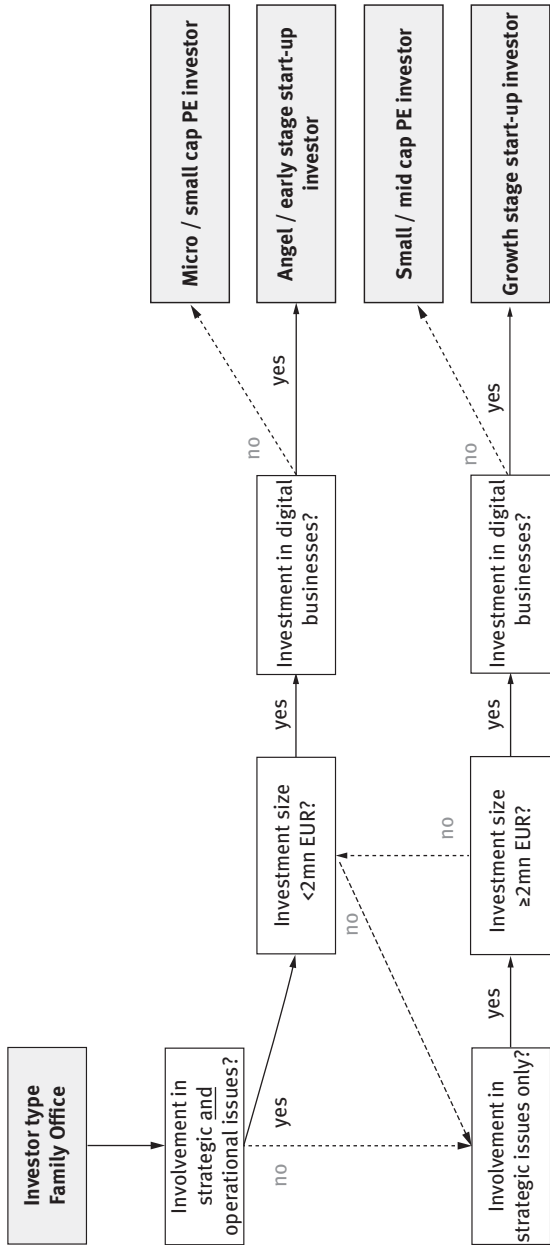 Investor type
Family Office
Involvement in
strategic and
operational issues?
yes
no
Investment size
<2mn EUR?
yes
no
Investment in digital
businesses?
no
yes
Micro / small cap PE investor
Angel / early stage start-up
investor
Involvement in
strategic issues only?
yes
Investment size
≥2mn EUR?
no
yes
Investment in digital
businesses?
no
yes
Small / mid cap PE investor
Growth stage start-up investor